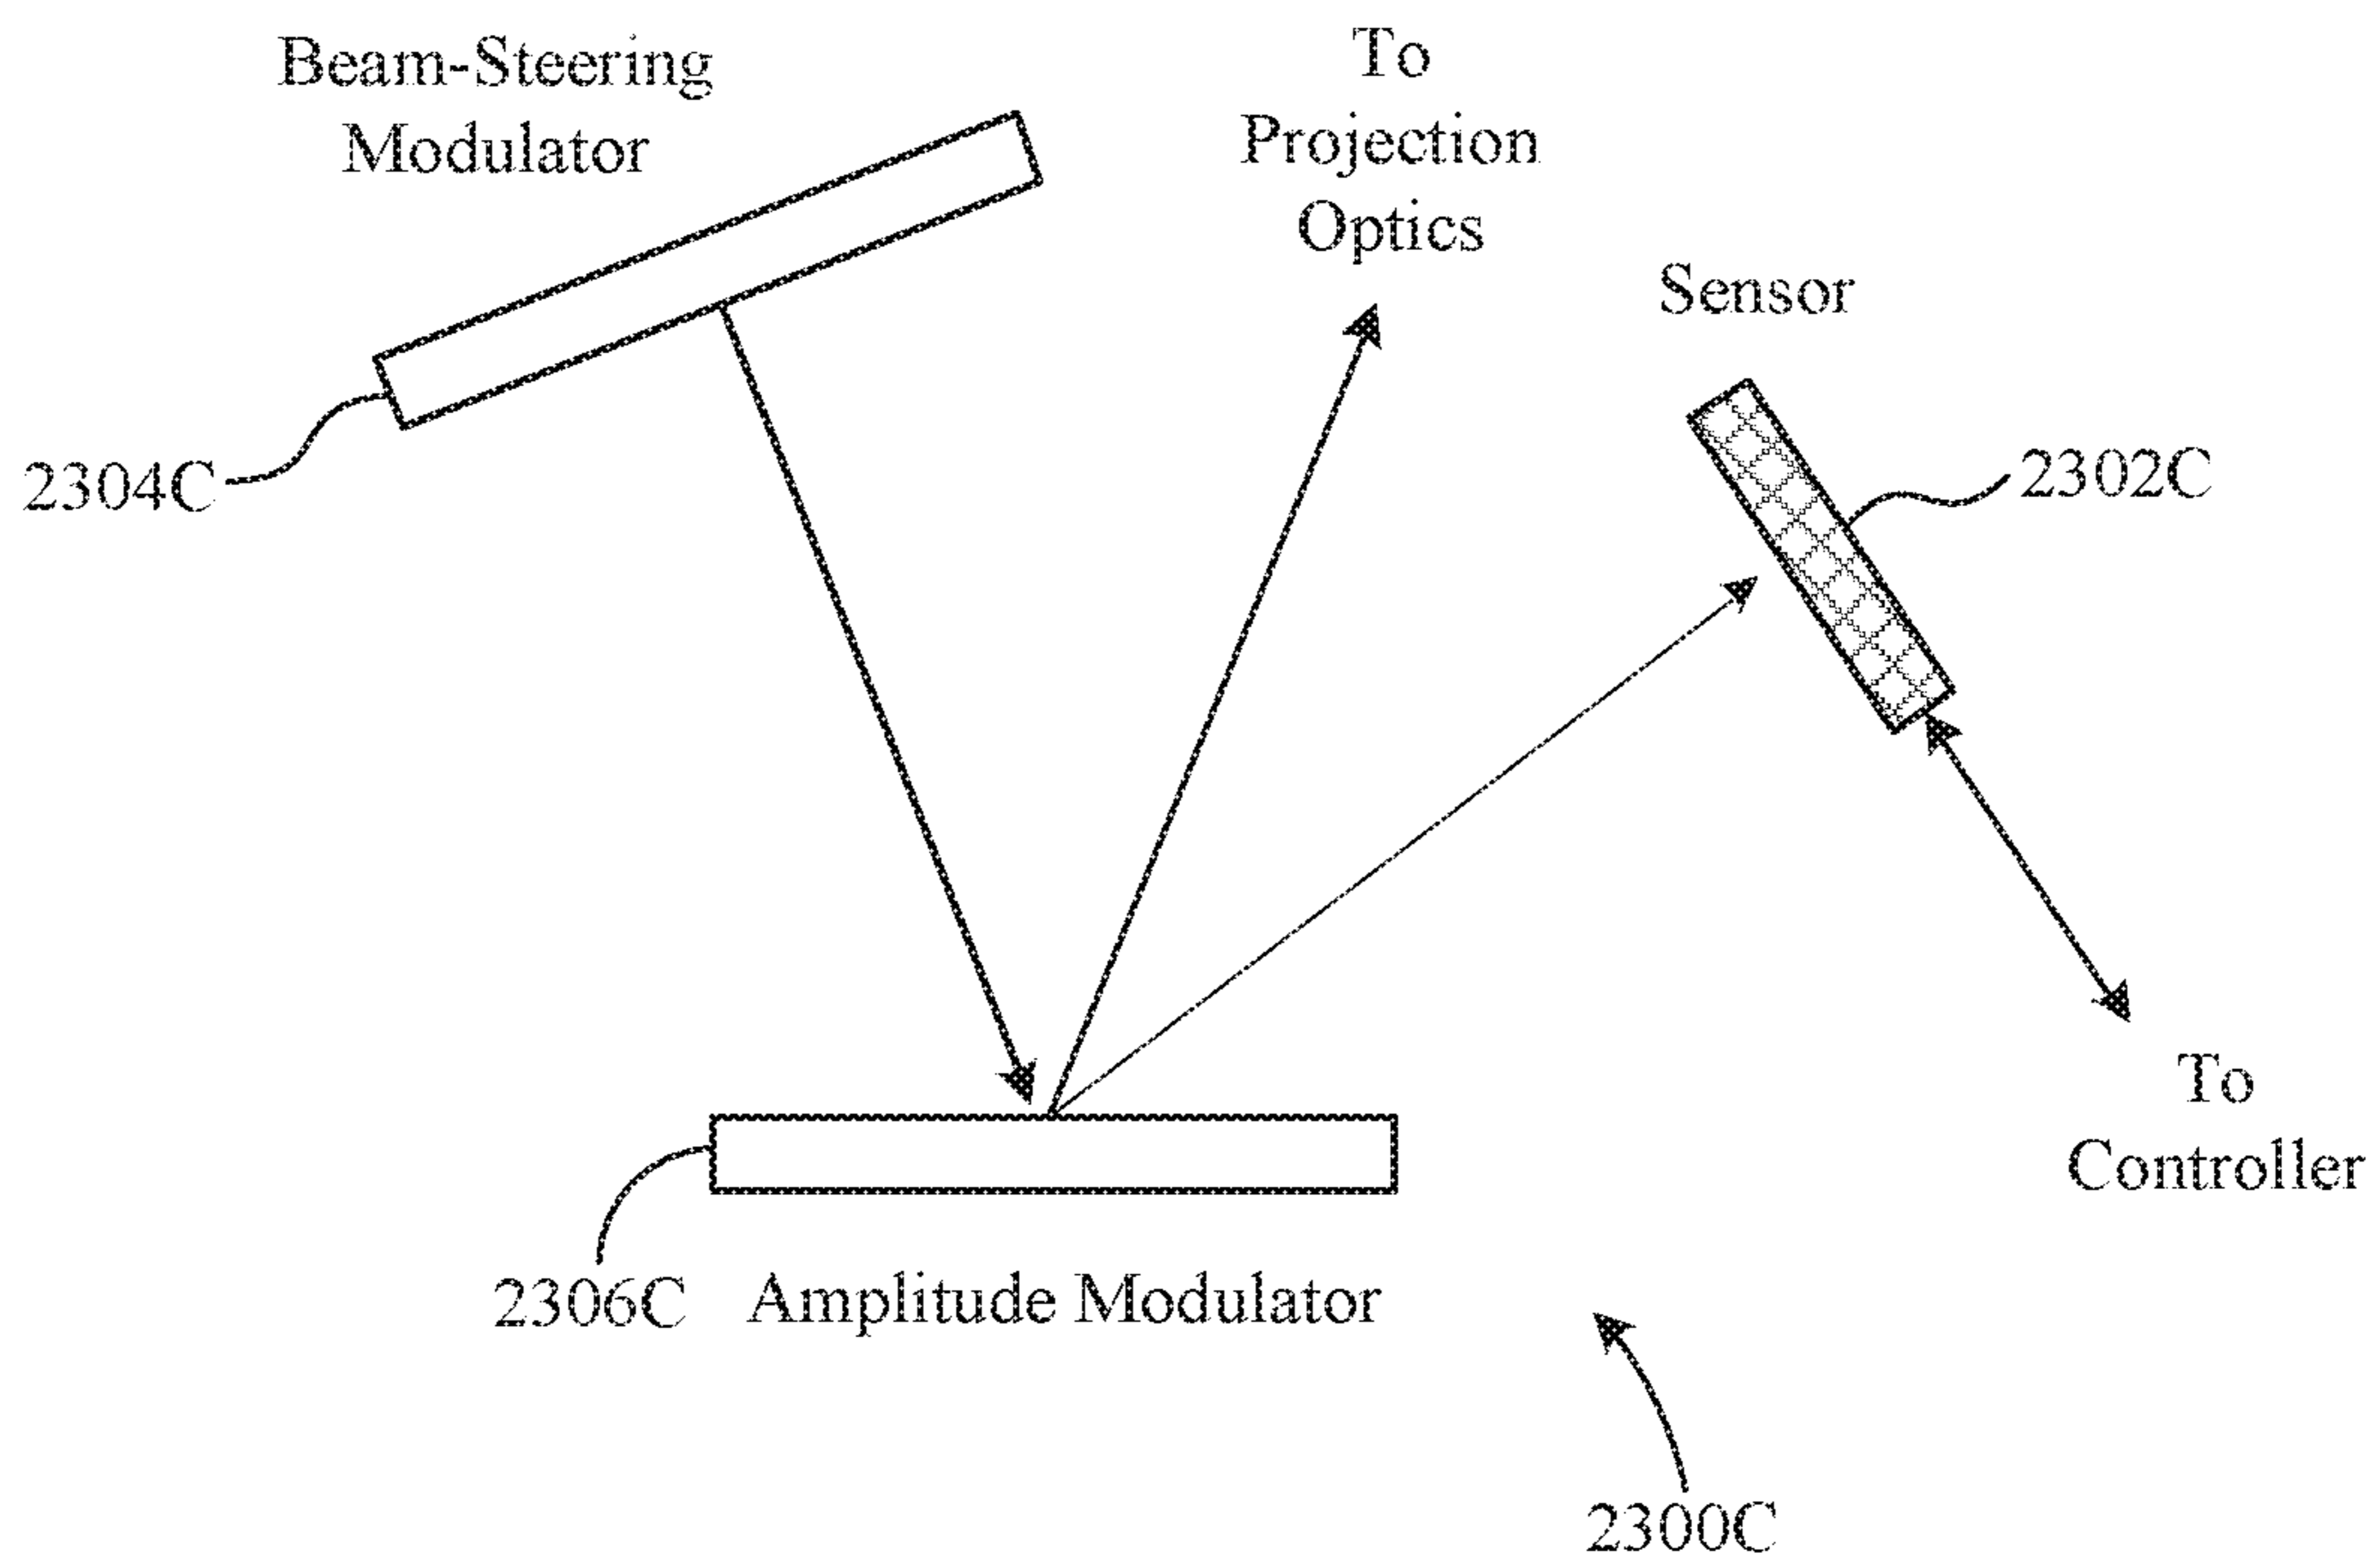 Beam-Steering
Modulator
To
Projection
Optics
Sensor
2304C
2302C
To
Controller
2306C
Amplitude Modulator
2300C